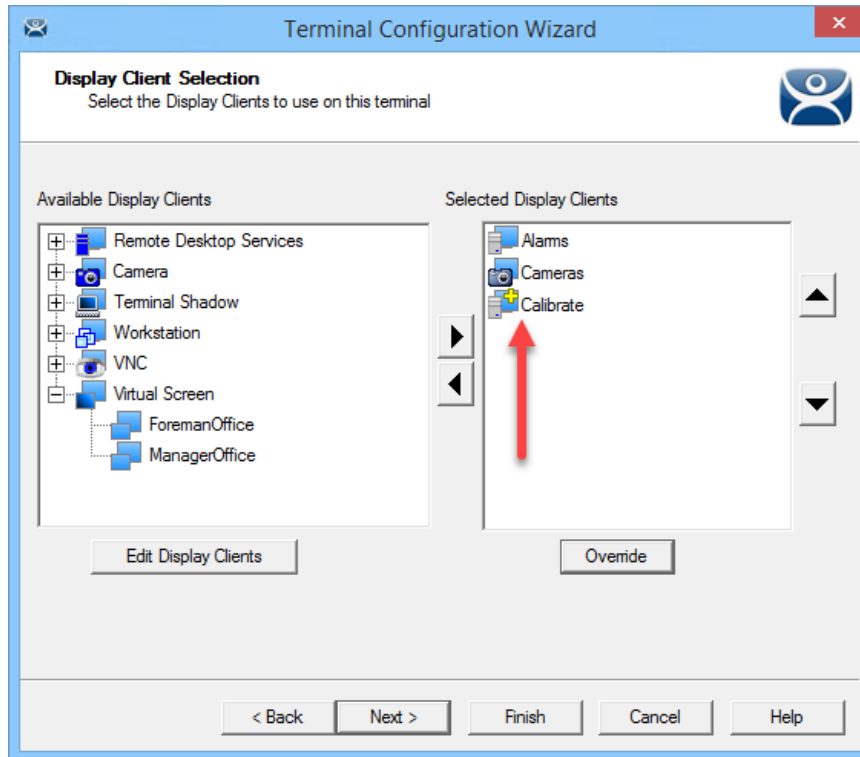 Terminal Configuration Wizard
Display Client Selection
Select the Display Clients to use on this terminal
Available Display Clients
Remote Desktop Services
Camera
Terminal Shadow
Workstation
VNC
Virtual Screen
ForemanOffice
ManagerOffice
Edit Display Clients
Selected Display Clients
Alarms
Cameras
Calibrate
Override
< Back Next > Finish Cancel Help